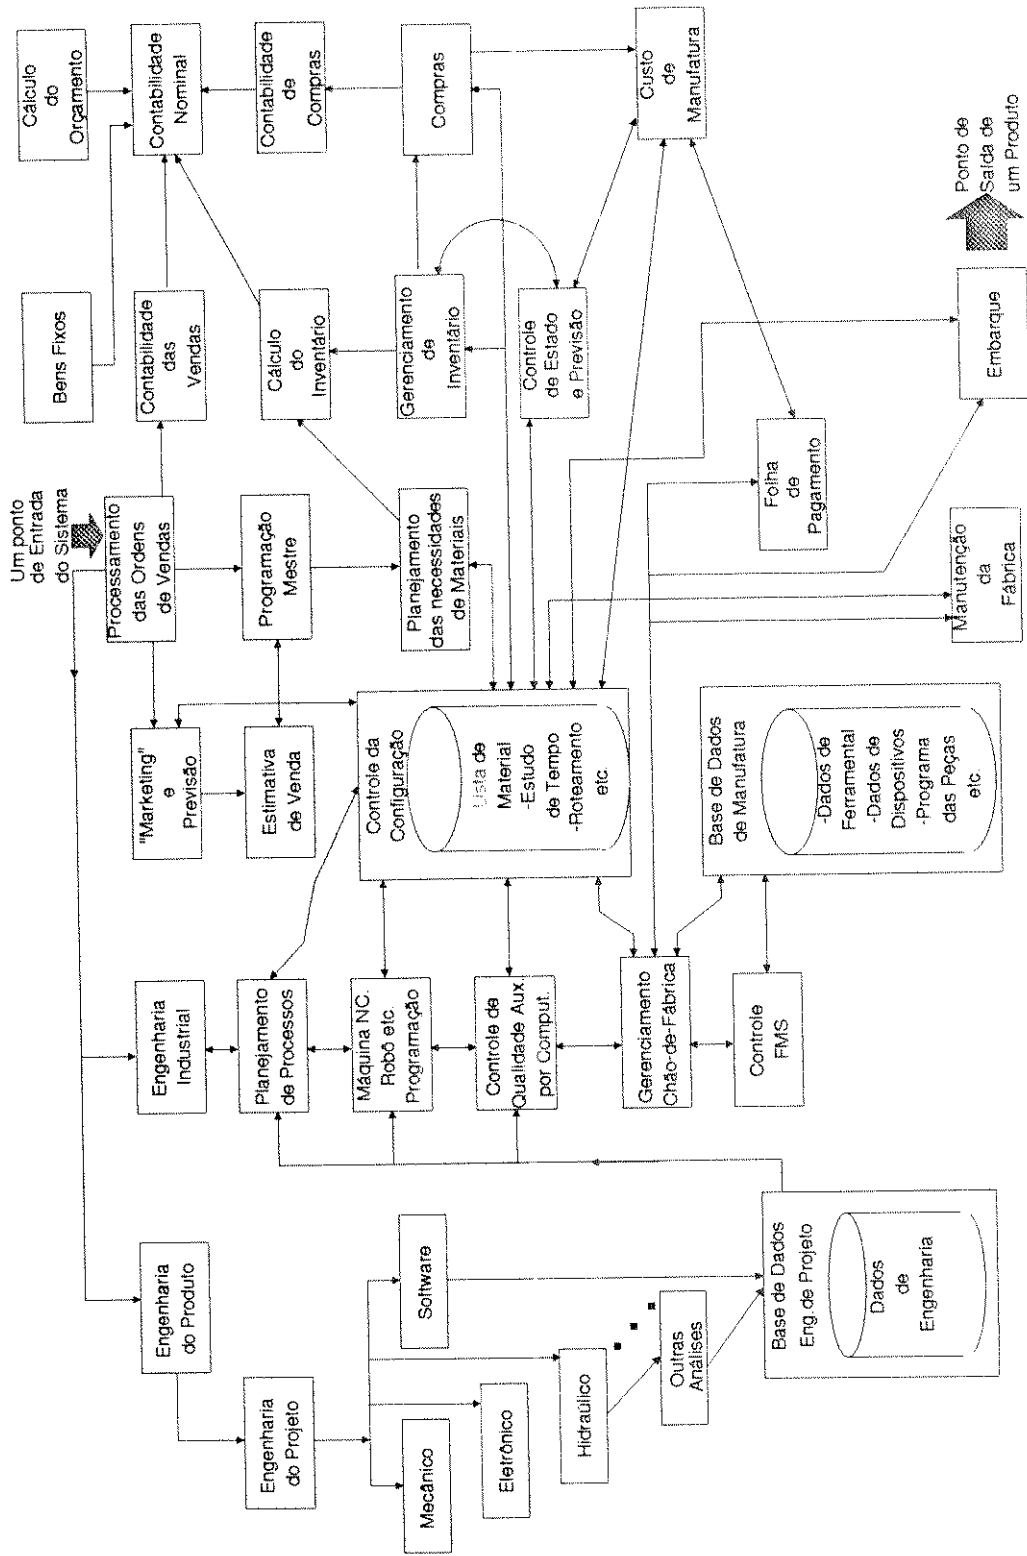 Um ponto
de Entrada
do Sistema
Bens Fixos
Cálculo
do
Orçamento
Engenharia
do Produto
Engenharia
Industrial
"Marketing"
e
Previsão
Processamento
das Ordens
de Vendas
Contabilidade
das
Vendas
Contabilidade
Nominal
Engenharia
do Projeto
Planejamento
de Processos
Estimativa
de Venda
Programação
Mestre
Cálculo
do
Inventário
Contabilidade
de
Compras
Mecânico
Software
Máquina NC.
Robô etc.
Programação
Controle da
Configuração
Lista de
Material
-Estudo
de Tempo
-Roteamento
etc.
Planejamento
das necessidades
de Materiais
Gerenciamento
de
Inventário
Compras
Eletrônico
Controle de
Qualidade Aux.
por Comput.
Controle
de Estado
e Previsão
Hidraúlico
Gerenciamento
Chão-de-Fábrica
Custo
de
Manufatura
Outras
Análises
Base de Dados
Eng.de Projeto
Dados
de
Engenharia
Controle
FMS
Base de Dados
de Manufatura
-Dados de
Ferramental
-Dados de
Dispositivos
-Programa
das Peças
etc.
Folha
de
Pagamento
Manutenção
da
Fábrica
Embarque
Ponto de
Saída de
um Produto